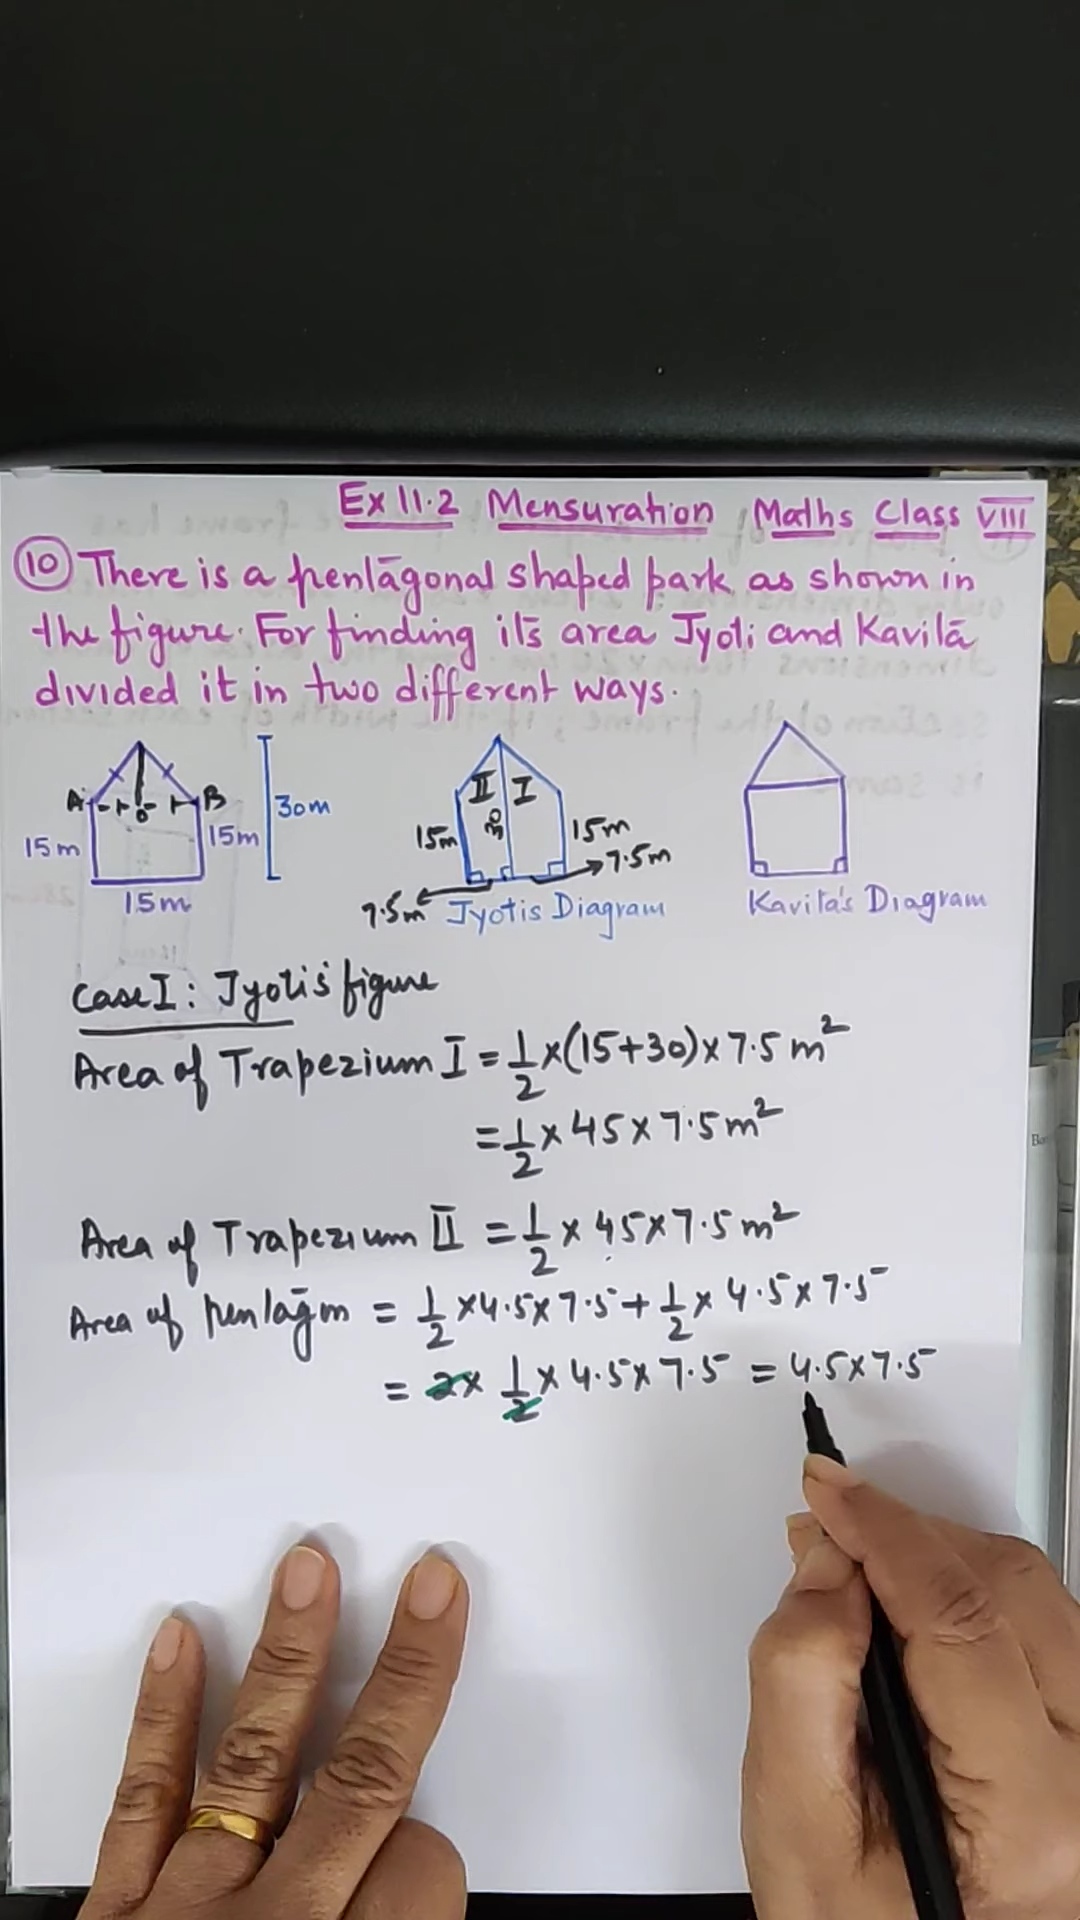 Ex 11.2 Mensuration Maths Class VIII
10 There is a pentagonal shaped park as shown in
the figure. For finding its area Jyoti and Kavita
divided it in two different ways.
A B
O
15m 15m
15m
30m
II I
30
15m 15m
7.5m 7.5m
Jyotis Diagram
Kavita's Diagram
Case I: Jyoti's figure
Area of Trapezium I = 1/2 × (15+30) × 7.5 m²
= 1/2 × 45 × 7.5 m²
Area of Trapezium II = 1/2 × 45 × 7.5 m²
Area of pentagon = 1/2 × 4.5 × 7.5 + 1/2 × 4.5 × 7.5
= 2 × 1/2 × 4.5 × 7.5 = 4.5 × 7.5